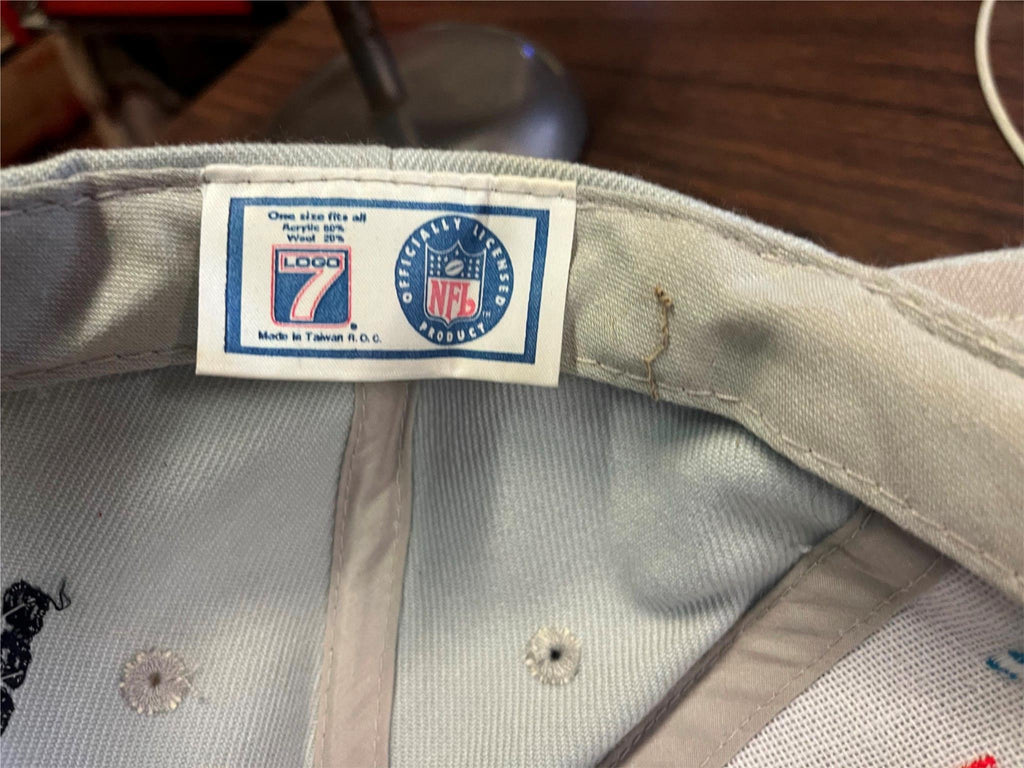 One size fits all
Acrylic 80%
Wool 20%
LOGO
7
Made in Taiwan R.O.C.
OFFICIALLY LICENSED
NFL
PRODUCT